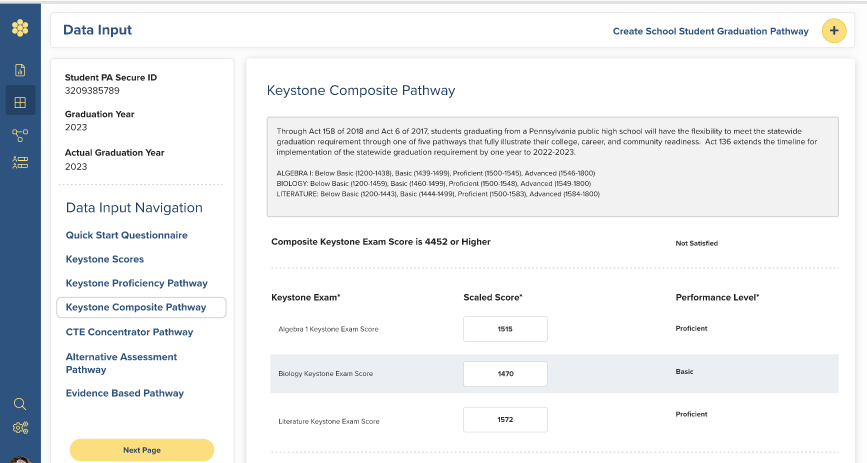 Data Input
Create School Student Graduation Pathway
+
Student PA Secure ID
3209385789
Graduation Year
2023
Actual Graduation Year
2023
Data Input Navigation
Quick Start Questionnaire
Keystone Scores
Keystone Proficiency Pathway
Keystone Composite Pathway
CTE Concentrator Pathway
Alternative Assessment
Pathway
Evidence Based Pathway
Next Page
Keystone Composite Pathway
Through Act 158 of 2018 and Act 6 of 2017, students graduating from a Pennsylvania public high school will have the flexibility to meet the statewide
graduation requirement through one of five pathways that fully illustrate their college, career, and community readiness.  Act 136 extends the timeline for
implementation of the statewide graduation requirement by one year to 2022-2023.
ALGEBRA I: Below Basic (1200-1438), Basic (1439-1499), Proficient (1500-1545), Advanced (1546-1800)
BIOLOGY: Below Basic (1200-1459), Basic (1460-1499), Proficient (1500-1548), Advanced (1549-1800)
LITERATURE: Below Basic (1200-1443), Basic (1444-1499), Proficient (1500-1583), Advanced (1584-1800)
Composite Keystone Exam Score is 4452 or Higher
Not Satisfied
Keystone Exam* Scaled Score* Performance Level*
Algebra 1 Keystone Exam Score 1515 Proficient
Biology Keystone Exam Score 1470 Basic
Literature Keystone Exam Score 1572 Proficient